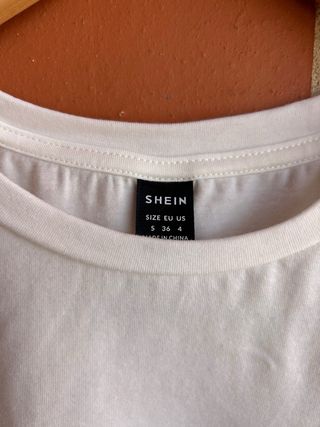 SHEIN
SIZE EU US
S 36 4
MADE IN CHINA